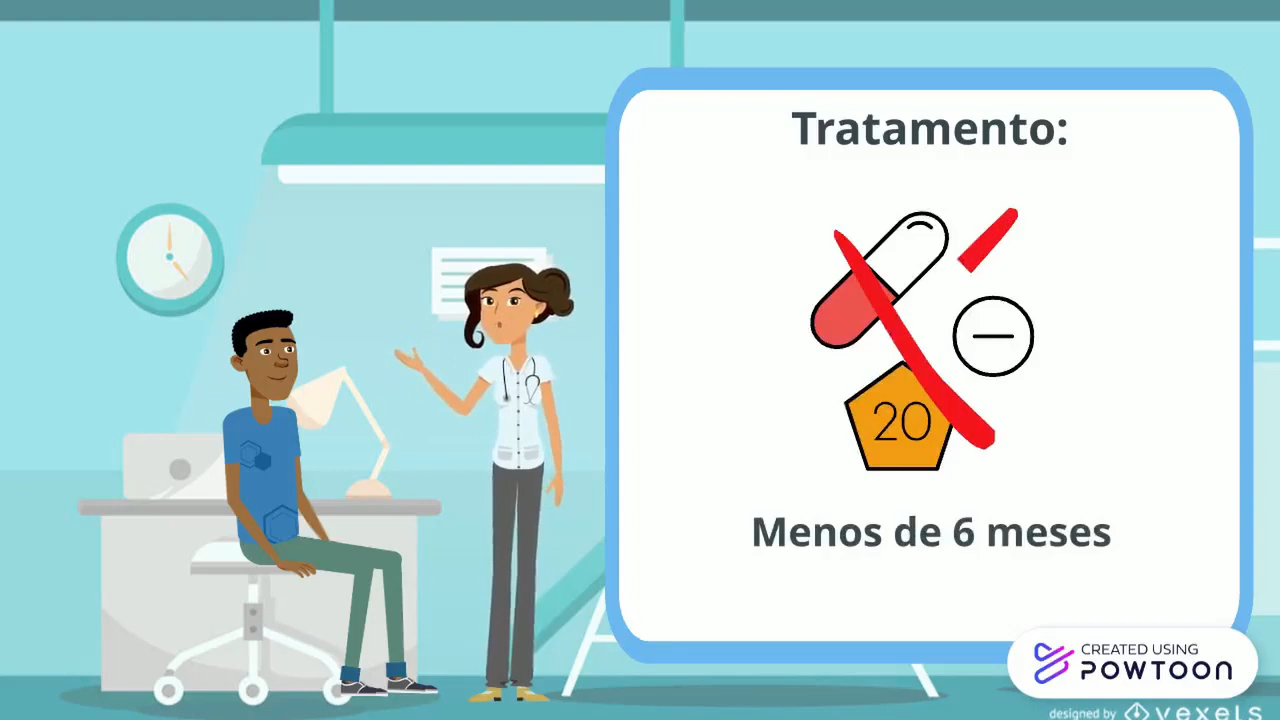 Tratamento:
20
Menos de 6 meses
CREATED USING
POWTOON
designed by vexels